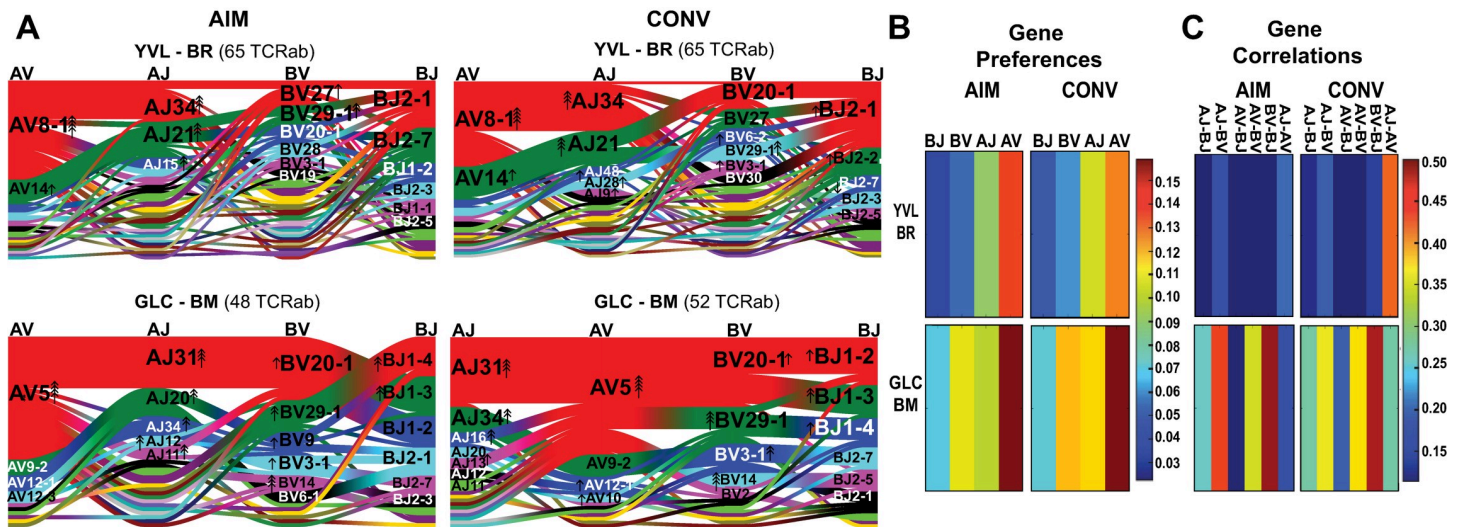 A
AIM
YVL - BR (65 TCRab)
AV AJ BV BJ
AV8-1
AV14
AJ34
AJ21
AJ15
BV27
BV29-1
BV20-1
BV28
BV3-1
BV19
BJ2-1
BJ2-7
BJ1-2
BJ2-3
BJ1-1
BJ2-5
CONV
YVL - BR (65 TCRab)
AV AJ BV BJ
AV8-1
AV14
AJ34
AJ21
AJ48
AJ28
AJ9
BV20-1
BV27
BV6-2
BV29-1
BV3-1
BV30
BJ2-1
BJ2-2
BJ2-7
BJ2-3
BJ2-5
GLC - BM (48 TCRab)
AV AJ BV BJ
AV5
AV9-2
AV12-1
AV12-3
AJ31
AJ20
AJ34
AJ12
AJ11
BV20-1
BV29-1
BV9
BV3-1
BV14
BV6-1
BJ1-4
BJ1-3
BJ1-2
BJ2-1
BJ2-7
BJ2-3
GLC - BM (52 TCRab)
AJ AV BV BJ
AJ31
AJ34
AJ16
AJ20
AJ13
AJ12
AJ11
AV5
AV9-2
AV12-1
AV10
BV20-1
BV29-1
BV3-1
BV14
BV2
BJ1-2
BJ1-3
BJ1-4
BJ2-7
BJ2-5
BJ2-1
B
Gene
Preferences
AIM CONV
BJ BV AJ AV BJ BV AJ AV
YVL
BR
GLC
BM
0.15
0.14
0.13
0.12
0.11
0.10
0.09
0.08
0.07
0.06
0.05
0.04
0.03
C
Gene
Correlations
AIM CONV
AJ-BJ AJ-BV AV-BJ AV-BV BV-BJ AJ-AV AJ-BJ AJ-BV AV-BJ AV-BV BV-BJ AJ-AV
0.50
0.45
0.40
0.35
0.30
0.25
0.20
0.15